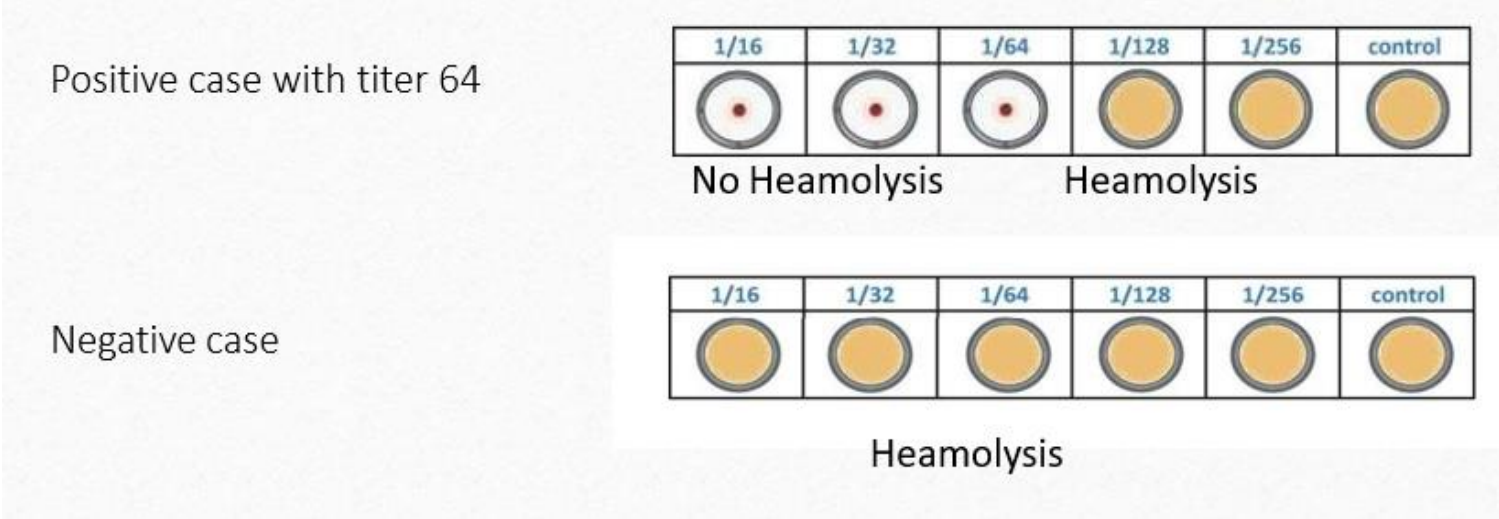 1/16 1/32 1/64 1/128 1/256 control
Positive case with titer 64
No Heamolysis Heamolysis
1/16 1/32 1/64 1/128 1/256 control
Negative case
Heamolysis